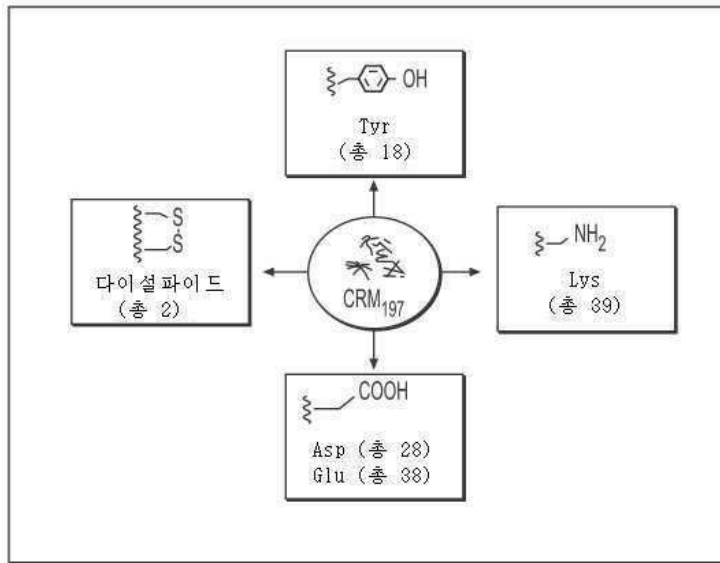 OH
Tyr
(총 18)
S
S
다이설파이드
(총 2)
CRM197
NH2
Lys
(총 39)
COOH
Asp (총 28)
Glu (총 38)